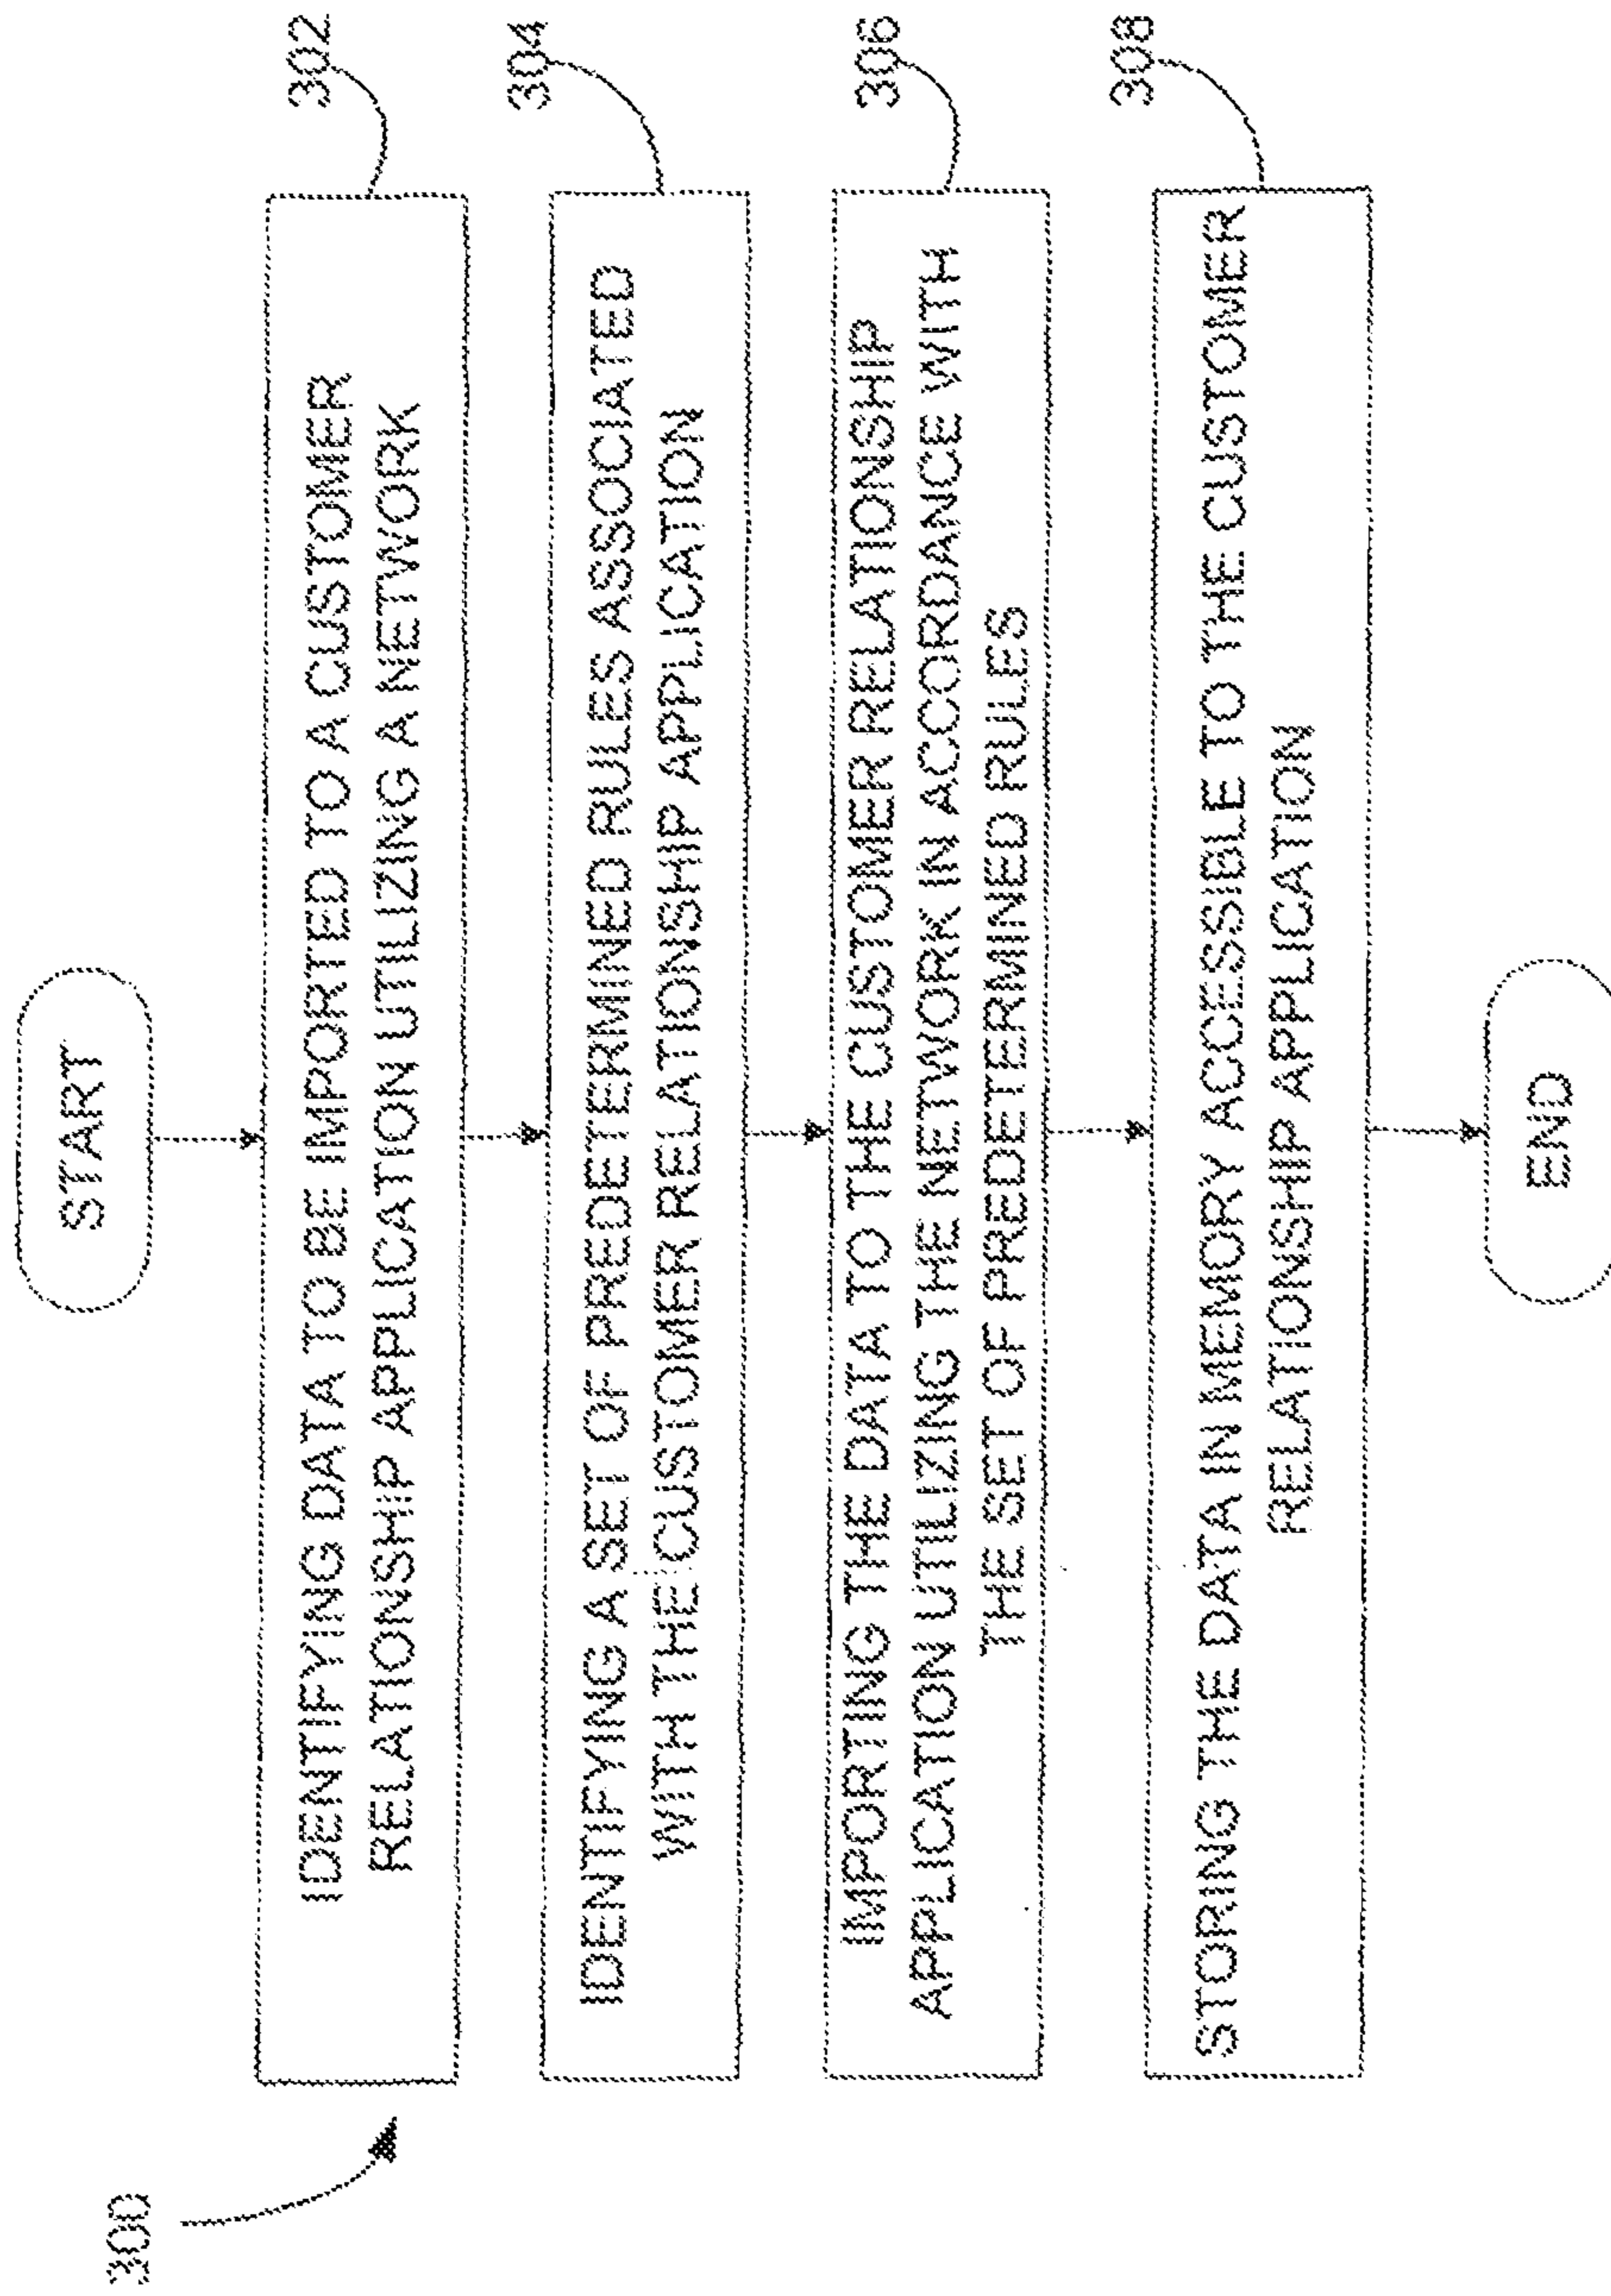 300
START
IDENTIFYING DATA TO BE IMPORTED TO A CUSTOMER
RELATIONSHIP APPLICATION UTILIZING A NETWORK
302
IDENTIFYING A SET OF PREDETERMINED RULES ASSOCIATED
WITH THE CUSTOMER RELATIONSHIP APPLICATION
304
IMPORTING THE DATA TO THE CUSTOMER RELATIONSHIP
APPLICATION UTILIZING THE NETWORK IN ACCORDANCE WITH
THE SET OF PREDETERMINED RULES
306
STORING THE DATA IN MEMORY ACCESSIBLE TO THE CUSTOMER
RELATIONSHIP APPLICATION
308
END